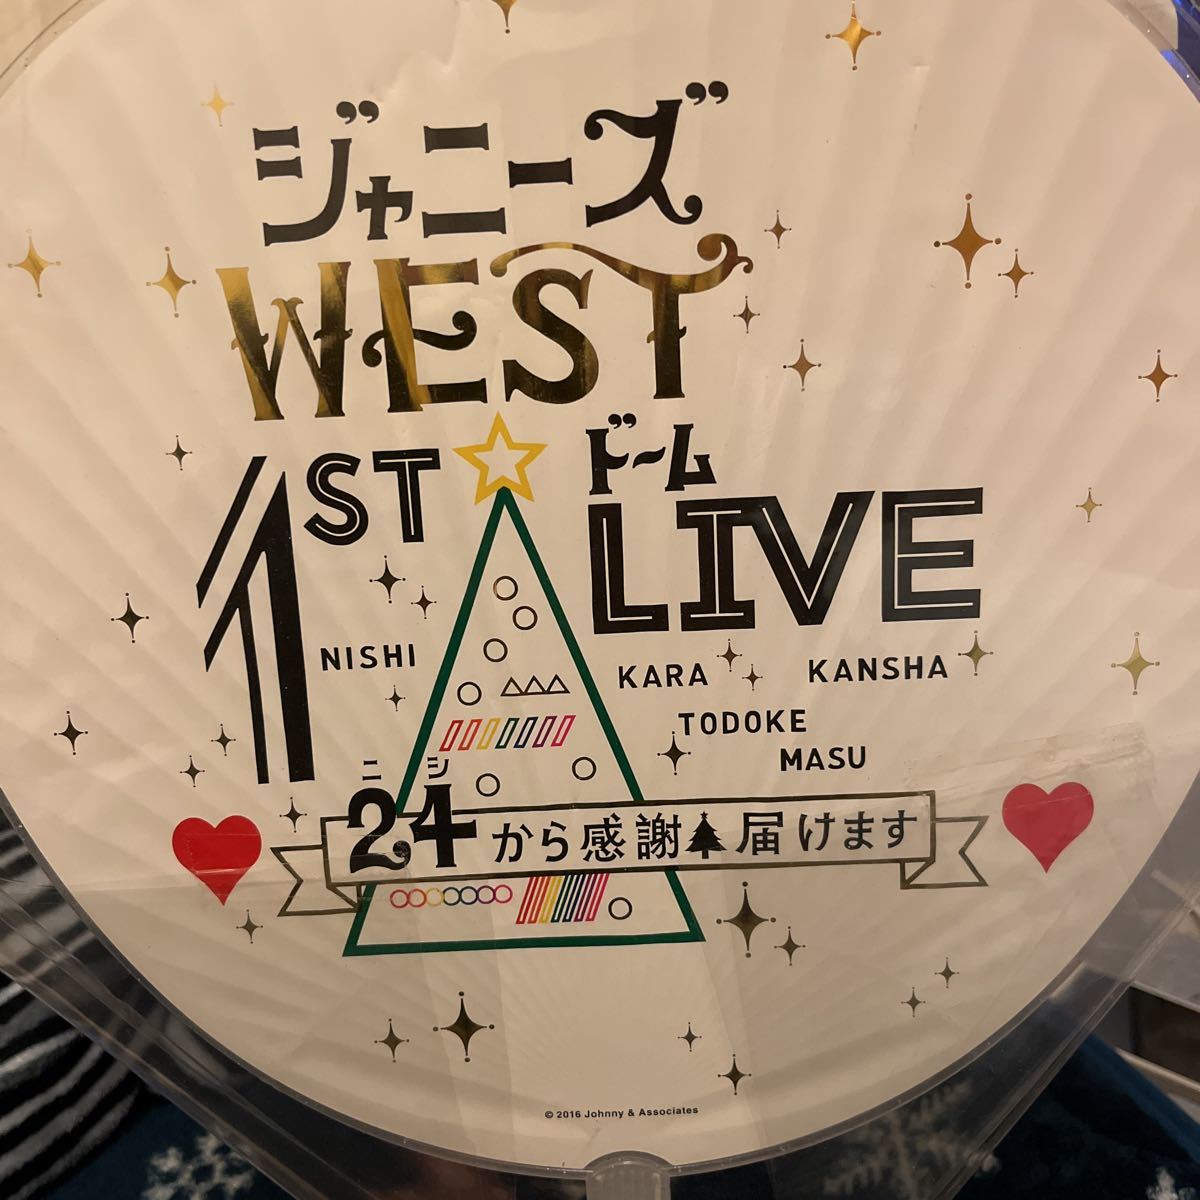 ジャニーズ
WEST
1ST ドーム
LIVE
NISHI KARA KANSHA
TODOKE
MASU
ニ シ
24から感謝🎄届けます
© 2016 Johnny & Associates